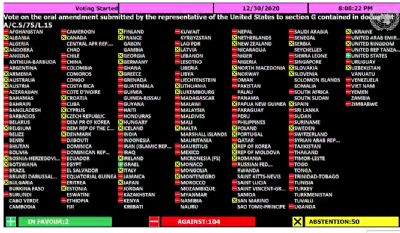 Voting Started 12/30/2020 8:08:22 PM
Vote on the oral amendment submitted by the representative of the United States to section G contained in docu
A/C.5/75/L.15
AFGHANISTAN CAMEROON FINLAND KUWAIT NEPAL SAUDI ARABIA UKRAINE
ALBANIA CANADA FRANCE KYRGYZSTAN NETHERLANDS SENEGAL UNITED ARAB EMIR
ALGERIA CENTRAL AFR REP GABON LAO PDR NEW ZEALAND SERBIA UNITED KINGDOM
ANDORRA CHAD GAMBIA LATVIA NICARAGUA SEYCHELLES UNITED REP TANZ
ANGOLA CHILE GEORGIA LEBANON NIGER SIERRA LEONE UNITED STATES
ANTIGUA-BARBUDA CHINA GERMANY LESOTHO NIGERIA SINGAPORE URUGUAY
ARGENTINA COLOMBIA GHANA LIBERIA NORTH MACEDONIA SLOVAKIA UZBEKISTAN
ARMENIA COMOROS GREECE LIBYA NORWAY SLOVENIA VANUATU
AUSTRALIA CONGO GRENADA LIECHTENSTEIN OMAN SOLOMON ISLANDS VENEZUELA
AUSTRIA COSTA RICA GUATEMALA LITHUANIA PAKISTAN SOMALIA VIET NAM
AZERBAIJAN COTE D'IVOIRE GUINEA LUXEMBOURG PALAU SOUTH AFRICA YEMEN
BAHAMAS CROATIA GUINEA-BISSAU MADAGASCAR PANAMA SOUTH SUDAN ZAMBIA
BAHRAIN CUBA GUYANA MALAWI PAPUA NEW GUINEA SPAIN ZIMBABWE
BANGLADESH CYPRUS HAITI MALAYSIA PARAGUAY SRI LANKA
BARBADOS CZECH REPUBLIC HONDURAS MALDIVES PERU SUDAN
BELARUS DEM PR OF KOREA HUNGARY MALI PHILIPPINES SURINAME
BELGIUM DEM REP OF THE C ICELAND MALTA POLAND SWEDEN
BELIZE DENMARK INDIA MARSHALL ISLANDS PORTUGAL SWITZERLAND
BENIN DJIBOUTI INDONESIA MAURITANIA QATAR SYRIAN ARAB REP
BHUTAN DOMINICA IRAN (ISLAMIC REP MAURITIUS REP OF KOREA TAJIKISTAN
BOLIVIA DOMINICAN REPUB IRAQ MEXICO REP OF MOLDOVA THAILAND
BOSNIA-HERZEGOV ECUADOR IRELAND MICRONESIA (FS) ROMANIA TIMOR-LESTE
BOTSWANA EGYPT ISRAEL MONACO RUSSIAN FED TOGO
BRAZIL EL SALVADOR ITALY MONGOLIA RWANDA TONGA
BRUNEI DARUSSAL EQUATORIAL GUINEA JAMAICA MONTENEGRO SAINT KITTS-NEVIS TRINIDAD-TOBAGO
BULGARIA ERITREA JAPAN MOROCCO SAINT LUCIA TUNISIA
BURKINA FASO ESTONIA JORDAN MOZAMBIQUE SAINT VINCENT-GR TURKEY
BURUNDI ESWATINI KAZAKHSTAN MYANMAR SAMOA TURKMENISTAN
CABO VERDE ETHIOPIA KENYA NAMIBIA SAN MARINO TUVALU
CAMBODIA FIJI KIRIBATI NAURU SAO TOME-PRINCIPE UGANDA
IN FAVOUR:2 AGAINST:104 ABSTENTION:50